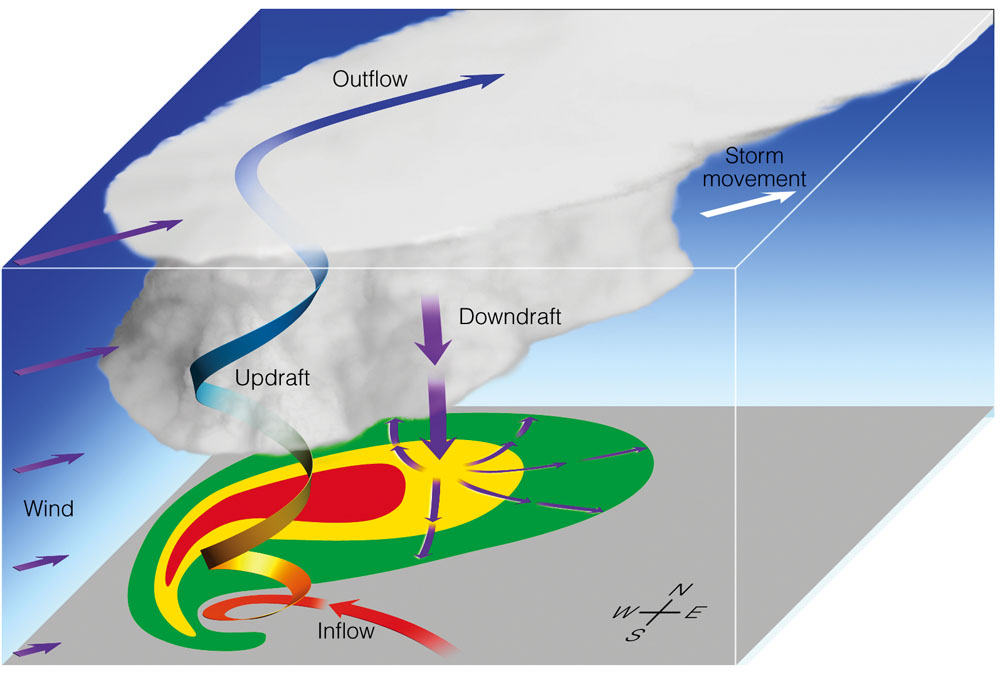 Outflow
Storm
movement
Downdraft
Updraft
Wind
Inflow
N
W E
S